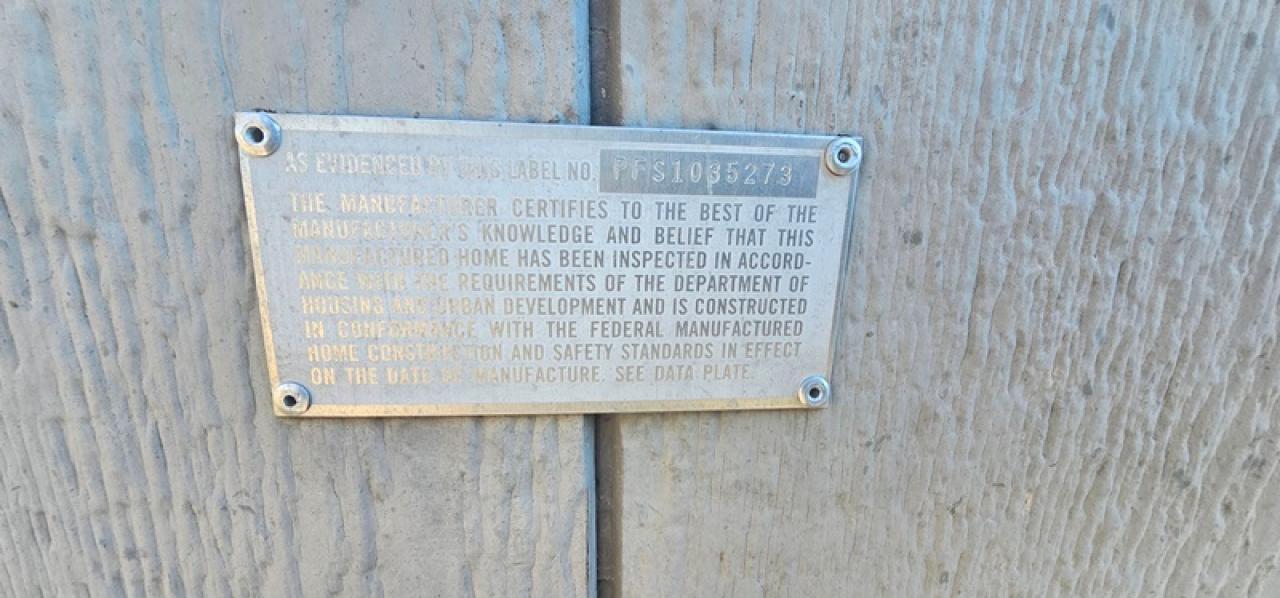 AS EVIDENCED BY THIS LABEL NO. PFS1035273
THE MANUFACTURER CERTIFIES TO THE BEST OF THE
MANUFACTURER'S KNOWLEDGE AND BELIEF THAT THIS
MANUFACTURED HOME HAS BEEN INSPECTED IN ACCORD-
ANCE WITH THE REQUIREMENTS OF THE DEPARTMENT OF
HOUSING AND URBAN DEVELOPMENT AND IS CONSTRUCTED
IN CONFORMANCE WITH THE FEDERAL MANUFACTURED
HOME CONSTRUCTION AND SAFETY STANDARDS IN EFFECT
ON THE DATE OF MANUFACTURE. SEE DATA PLATE.